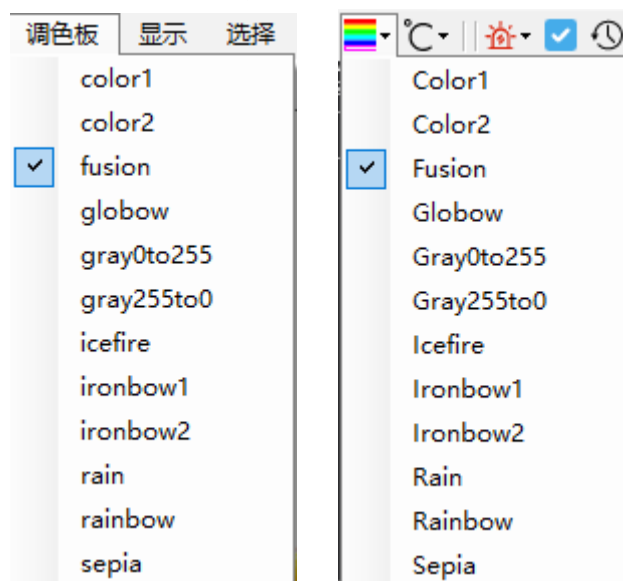 调色板 显示 选择
color1
color2
fusion
globow
gray0to255
gray255to0
icefire
ironbow1
ironbow2
rain
rainbow
sepia
℃
Color1
Color2
Fusion
Globow
Gray0to255
Gray255to0
Icefire
Ironbow1
Ironbow2
Rain
Rainbow
Sepia